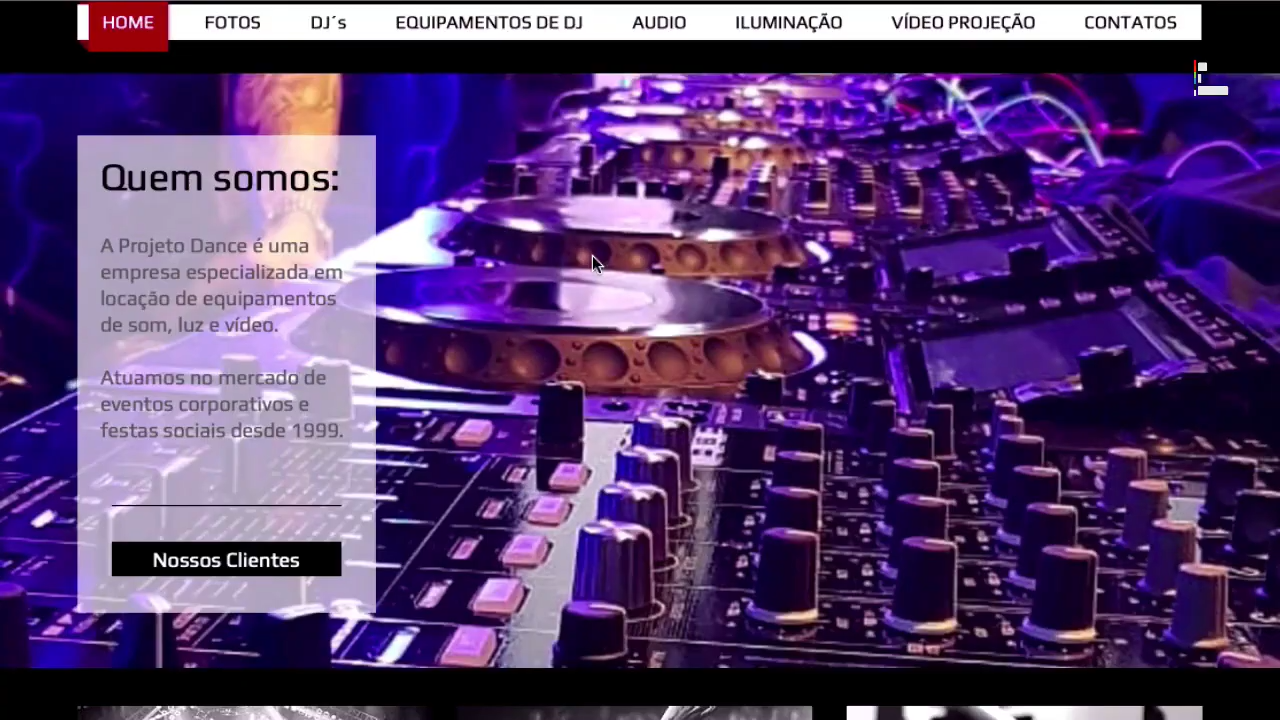 HOME FOTOS DJ´s EQUIPAMENTOS DE DJ AUDIO ILUMINAÇÃO VÍDEO PROJEÇÃO CONTATOS
Quem somos:
A Projeto Dance é uma
empresa especializada em
locação de equipamentos
de som, luz e vídeo.
Atuamos no mercado de
eventos corporativos e
festas sociais desde 1999.
Nossos Clientes